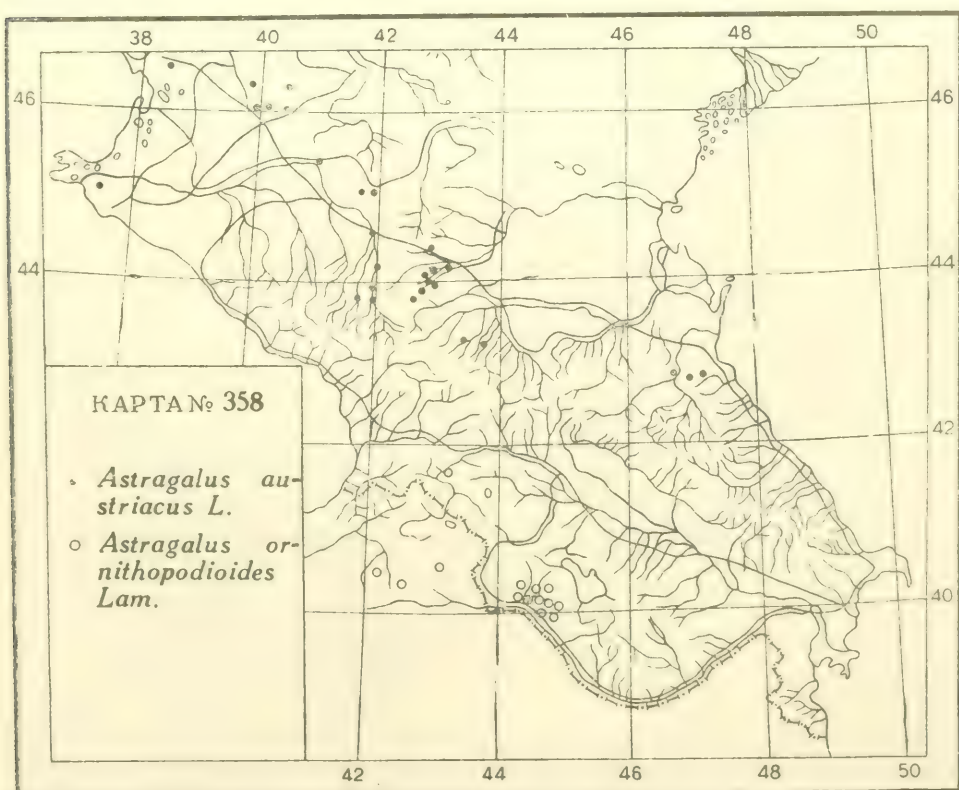 38 40 42 44 46 48 50
46 46
44 44
КАРТА № 358
42
Astragalus au-
striacus L.
Astragalus or-
nithopodioides
Lam.
40
42 44 46 48 50